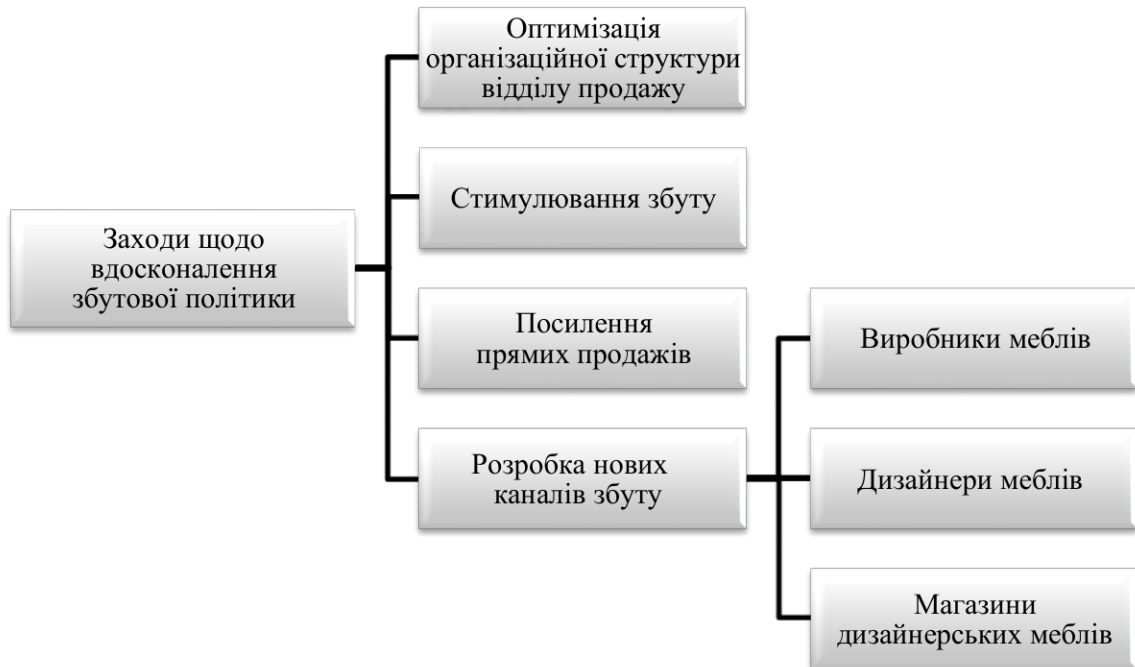 Оптимізація
організаційної структури
відділу продажу
Стимулювання збуту
Заходи щодо
вдосконалення
збутової політики
Посилення
прямих продажів
Виробники меблів
Розробка нових
каналів збуту
Дизайнери меблів
Магазини
дизайнерських меблів